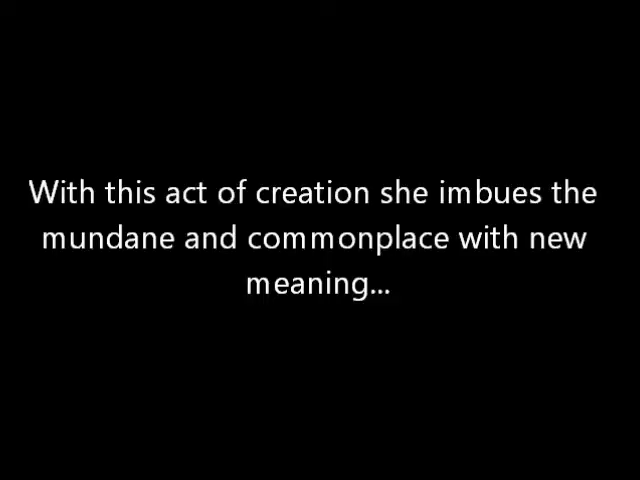 With this act of creation she imbues the
mundane and commonplace with new
meaning...